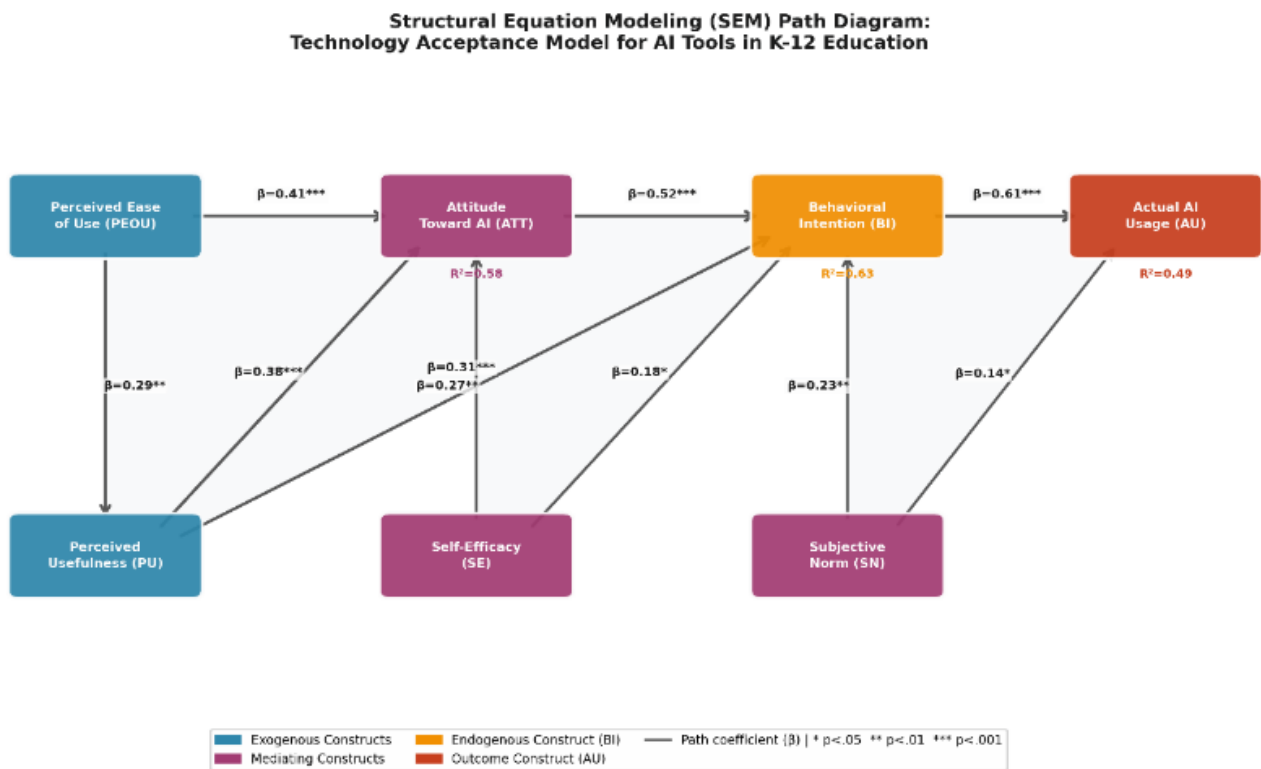 Structural Equation Modeling (SEM) Path Diagram:
Technology Acceptance Model for AI Tools in K-12 Education
Perceived Ease
of Use (PEOU)
β=0.41***
Attitude
Toward AI (ATT)
β=0.52***
Behavioral
Intention (BI)
β=0.61***
Actual AI
Usage (AU)
R²=0.58
R²=0.63
R²=0.49
β=0.29**
β=0.38***
β=0.31***
β=0.27**
β=0.18*
β=0.23**
β=0.14*
Perceived
Usefulness (PU)
Self-Efficacy
(SE)
Subjective
Norm (SN)
Exogenous Constructs
Mediating Constructs
Endogenous Construct (BI)
Outcome Construct (AU)
Path coefficient (β) | * p<.05 ** p<.01 *** p<.001